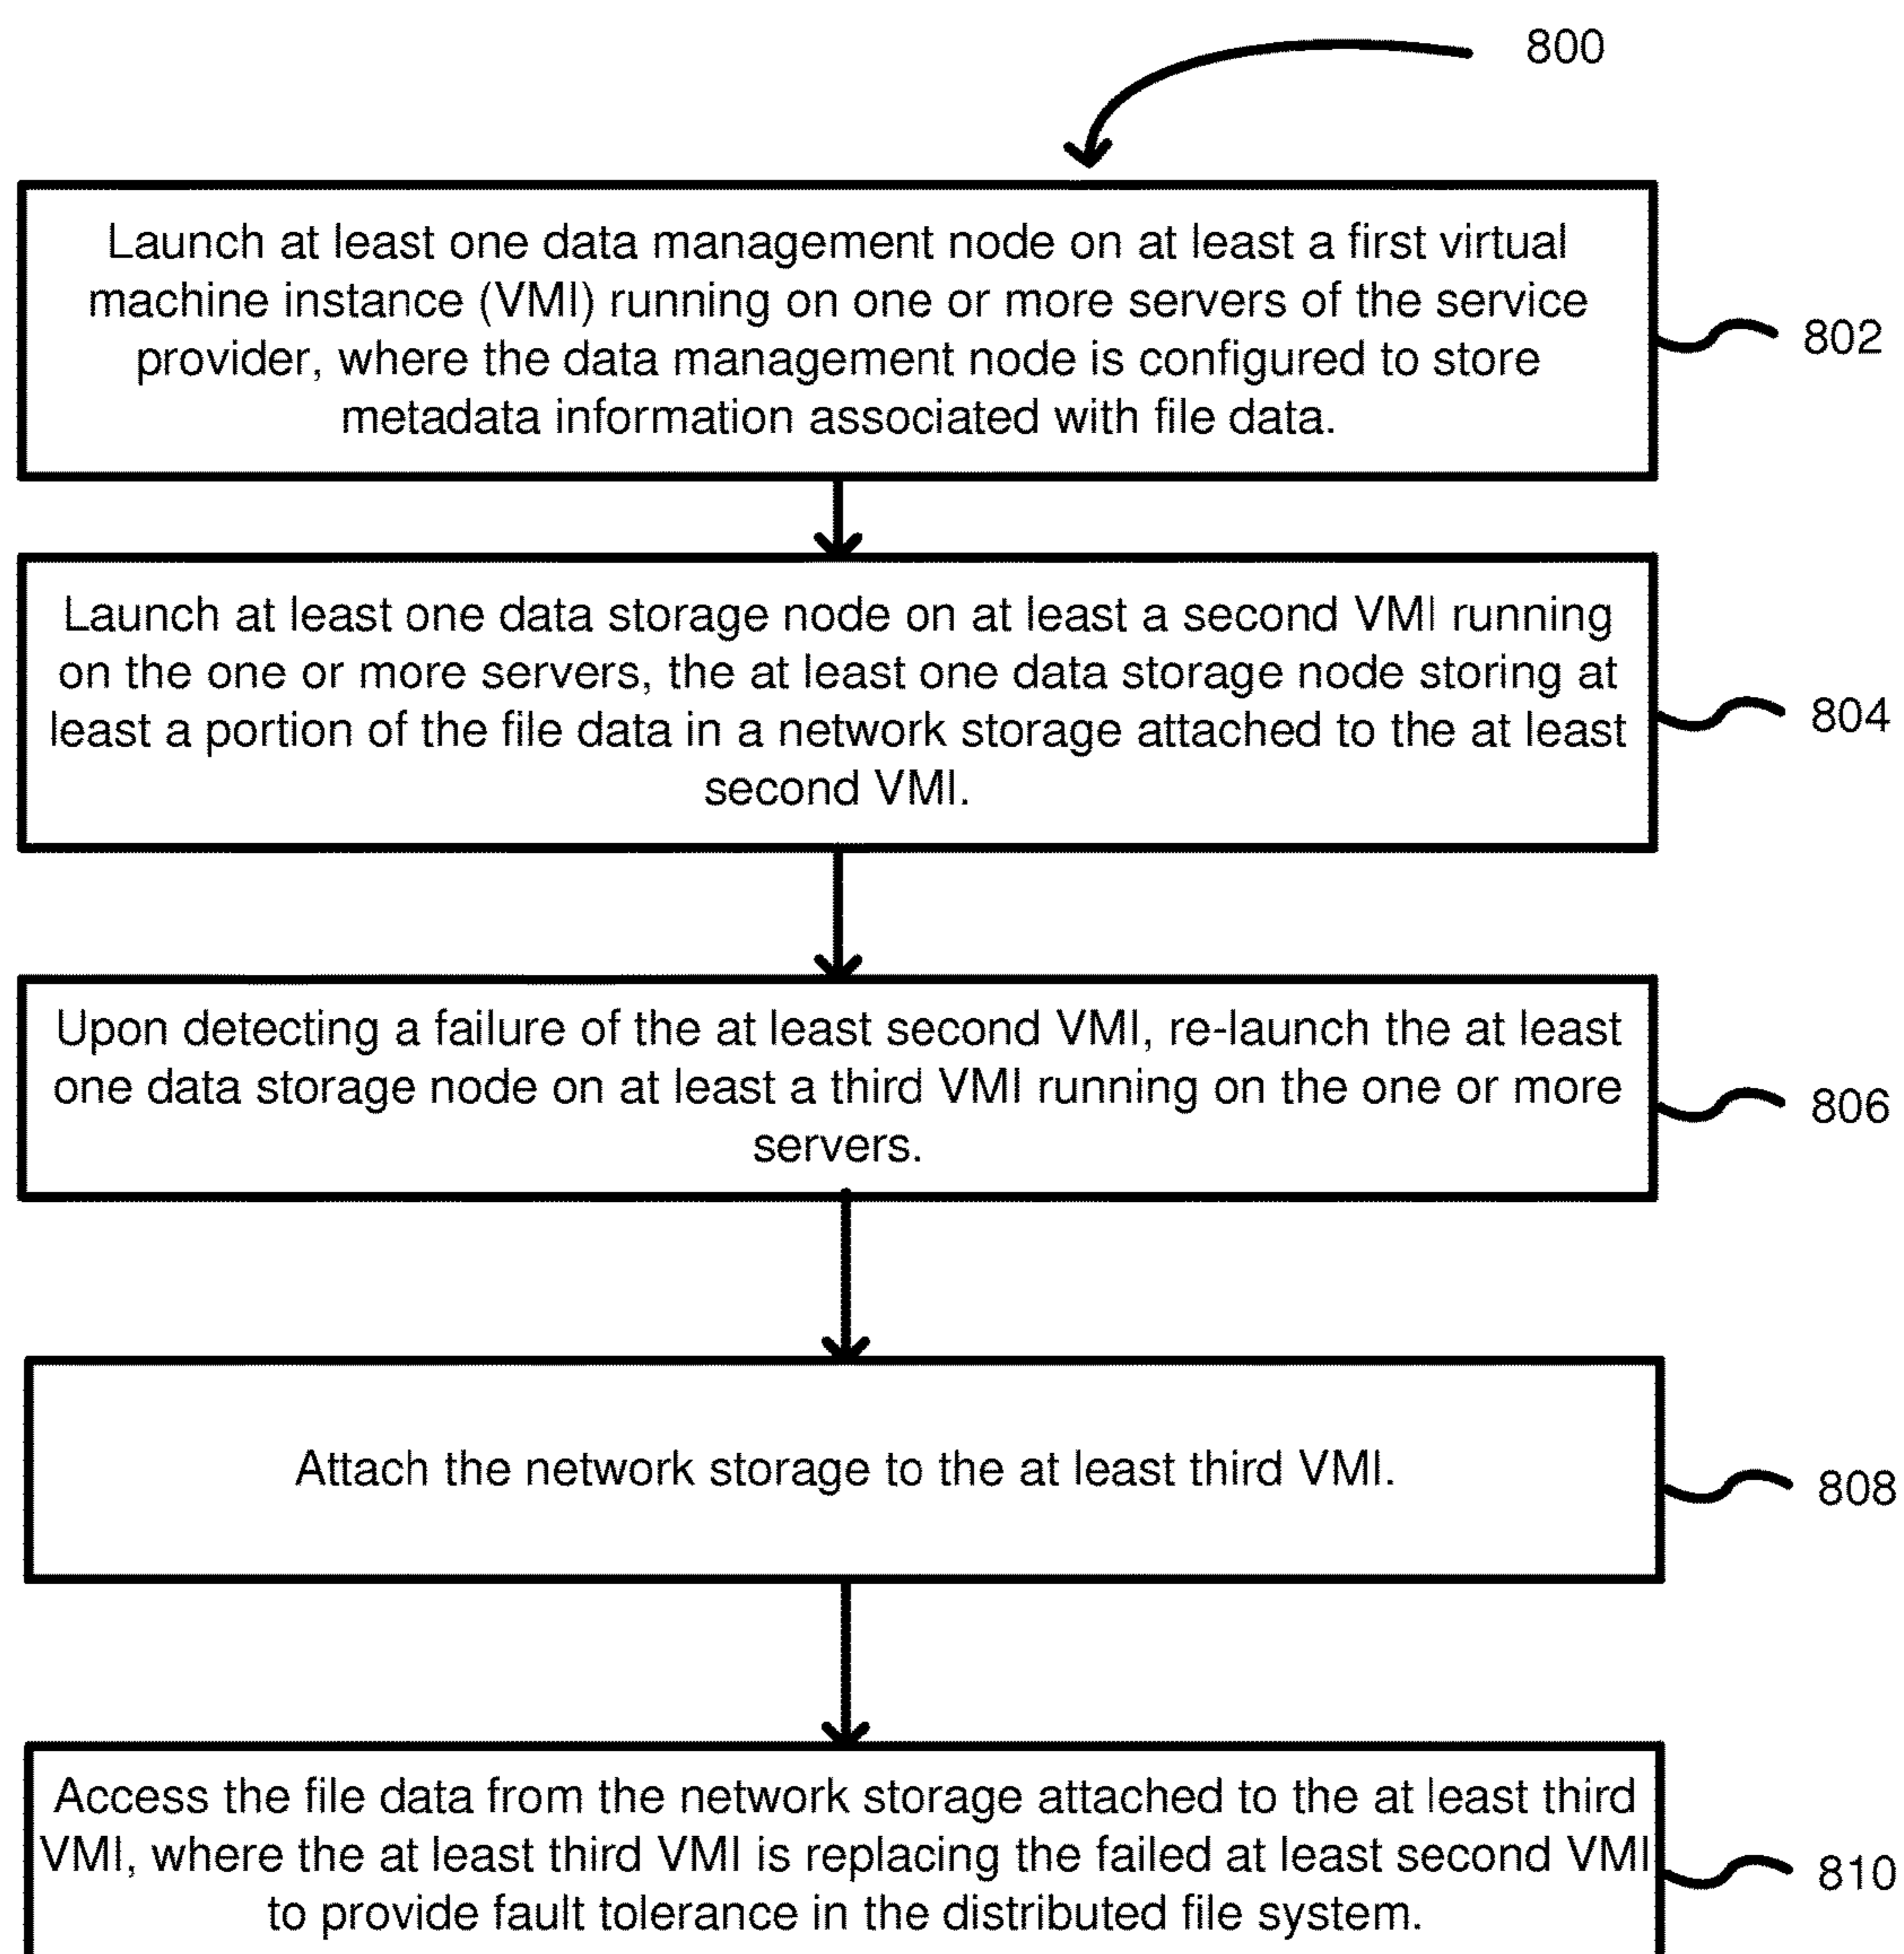 800
Launch at least one data management node on at least a first virtual
machine instance (VMI) running on one or more servers of the service
provider, where the data management node is configured to store
metadata information associated with file data.
802
Launch at least one data storage node on at least a second VMI running
on the one or more servers, the at least one data storage node storing at
least a portion of the file data in a network storage attached to the at least
second VMI.
804
Upon detecting a failure of the at least second VMI, re-launch the at least
one data storage node on at least a third VMI running on the one or more
servers.
806
Attach the network storage to the at least third VMI.
808
Access the file data from the network storage attached to the at least third
VMI, where the at least third VMI is replacing the failed at least second VMI
to provide fault tolerance in the distributed file system.
810